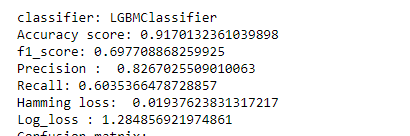 classifier: LGBMClassifier
Accuracy score: 0.9170132361039898
f1_score: 0.697708868259925
Precision :  0.8267025509010063
Recall: 0.6035366478728857
Hamming loss:  0.01937623831317217
Log_loss : 1.284856921974861
Confusion matrix: